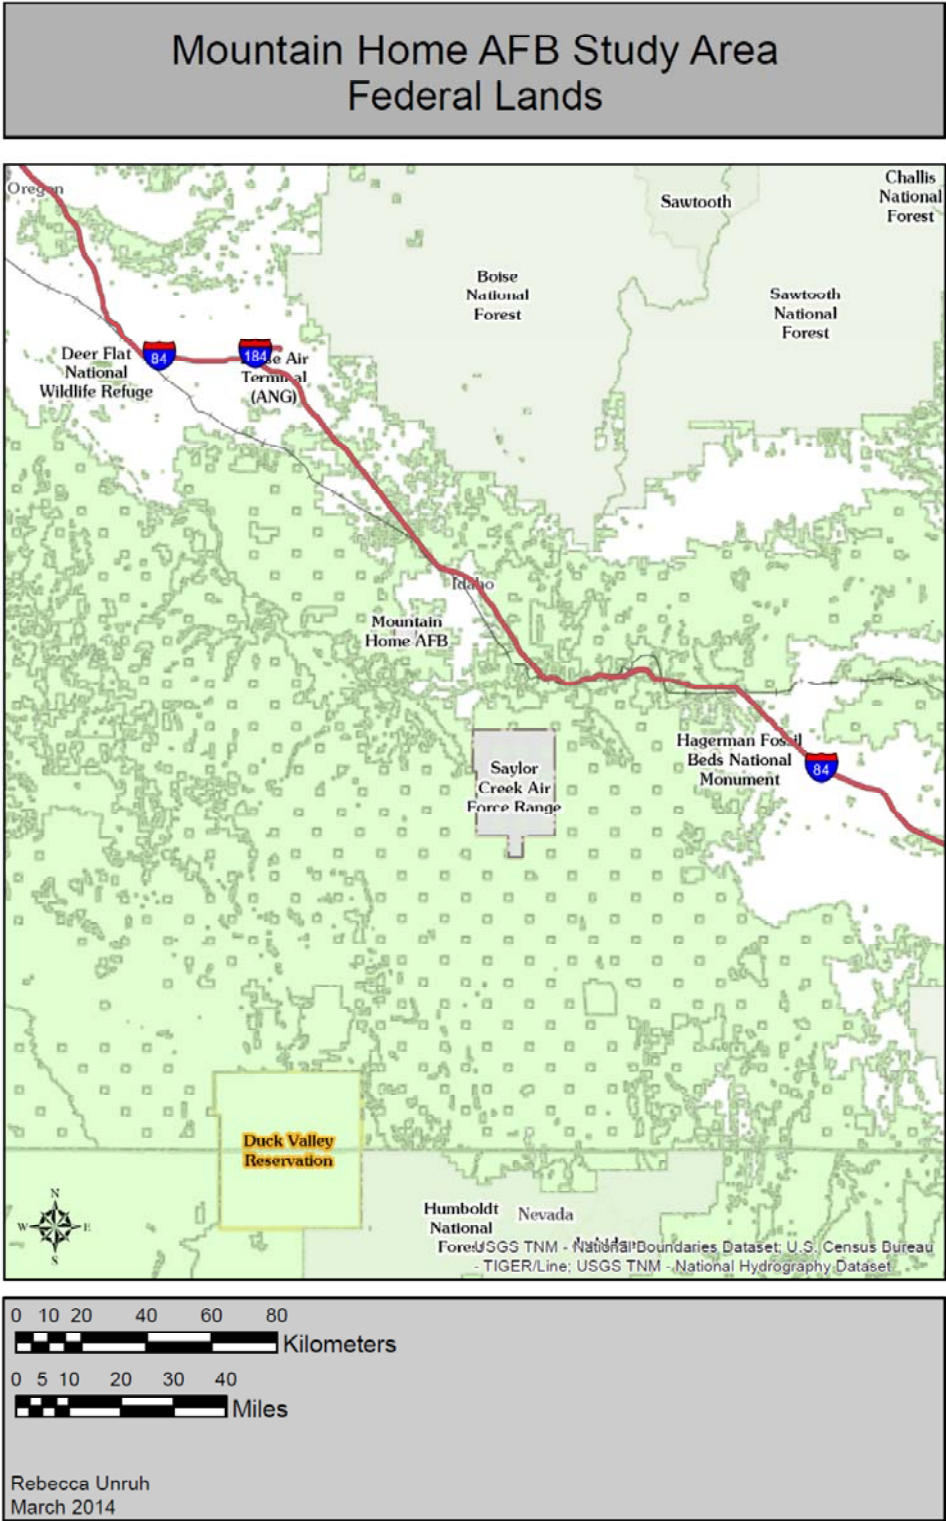 Mountain Home AFB Study Area
Federal Lands
Oregon
Challis
National
Forest
Sawtooth
Boise
National
Forest
Sawtooth
National
Forest
84
184
Deer Flat
National
Wildlife Refuge
Air
Terminal
(ANG)
Idaho
Mountain
Home AFB
Saylor
Creek Air
Force Range
Hagerman Fossil
Beds National
Monument
84
Duck Valley
Reservation
N
W E
S
Humboldt
National
Forest
Nevada
USGS TNM - National Boundaries Dataset; U.S. Census Bureau
- TIGER/Line; USGS TNM - National Hydrography Dataset
0 10 20 40 60 80
Kilometers
0 5 10 20 30 40
Miles
Rebecca Unruh
March 2014